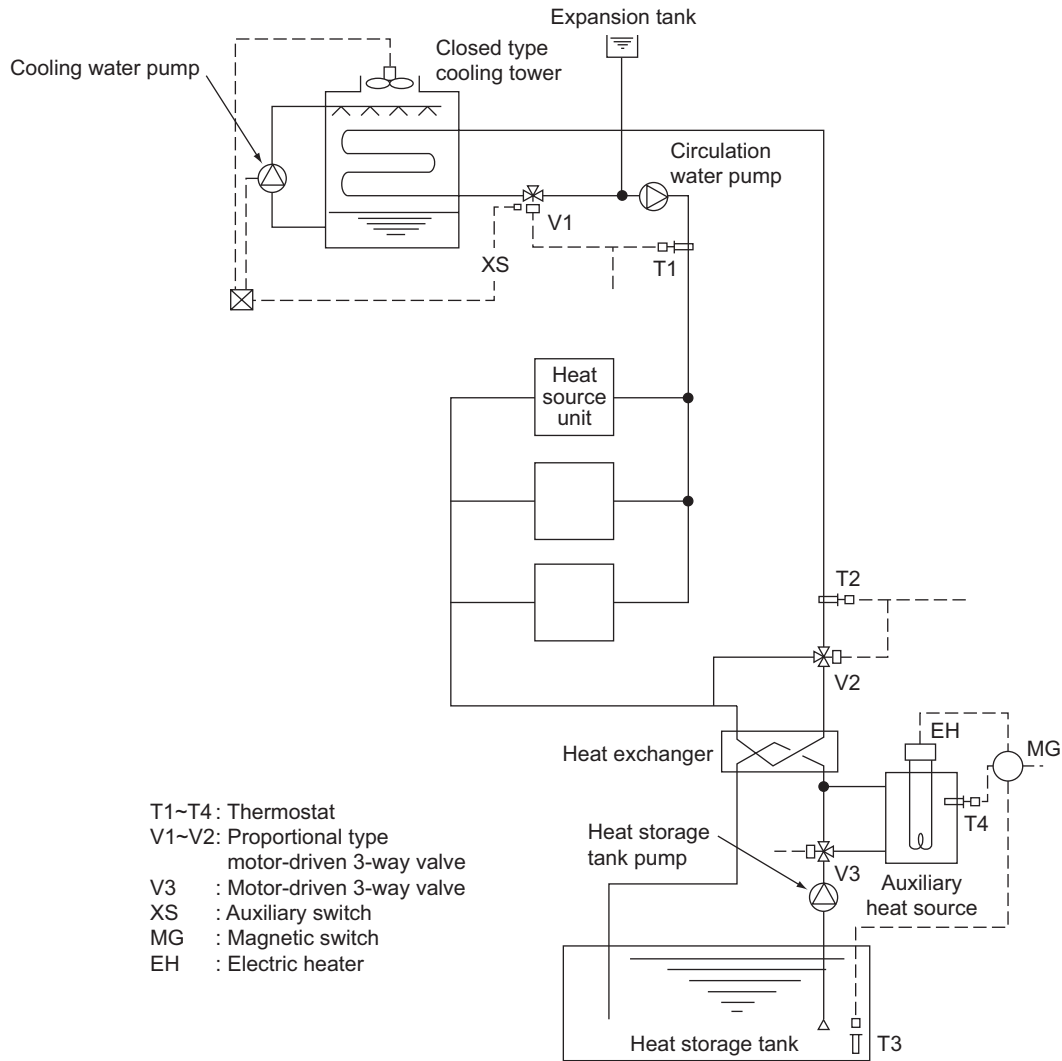 Expansion tank
Closed type
cooling tower
Cooling water pump
Circulation
water pump
V1
XS
T1
Heat
source
unit
T2
V2
EH
Heat exchanger
MG
T4
Heat storage
tank pump
V3
Auxiliary
heat source
T1~T4 : Thermostat
V1~V2: Proportional type
motor-driven 3-way valve
V3 : Motor-driven 3-way valve
XS : Auxiliary switch
MG : Magnetic switch
EH : Electric heater
Heat storage tank
T3